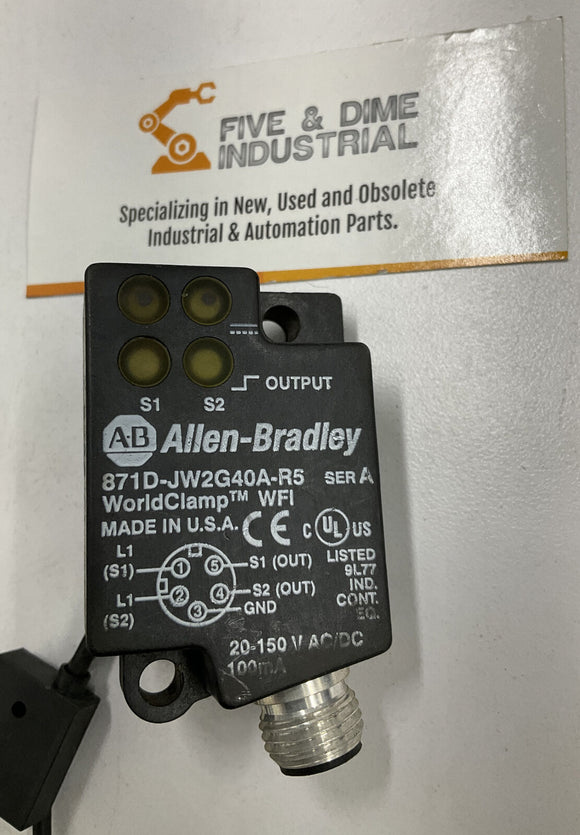 FIVE & DIME
INDUSTRIAL
Specializing in New, Used and Obsolete
Industrial & Automation Parts.
OUTPUT
S1 S2
A-B Allen-Bradley
871D-JW2G40A-R5 SER A
WorldClamp™ WFI
MADE IN U.S.A. CE C UL US
LISTED
9L77
IND.
CONT.
EQ.
L1
(S1)
L1
(S2)
1 5
2 4
3
S1 (OUT)
S2 (OUT)
GND
20-150 V AC/DC
100mA